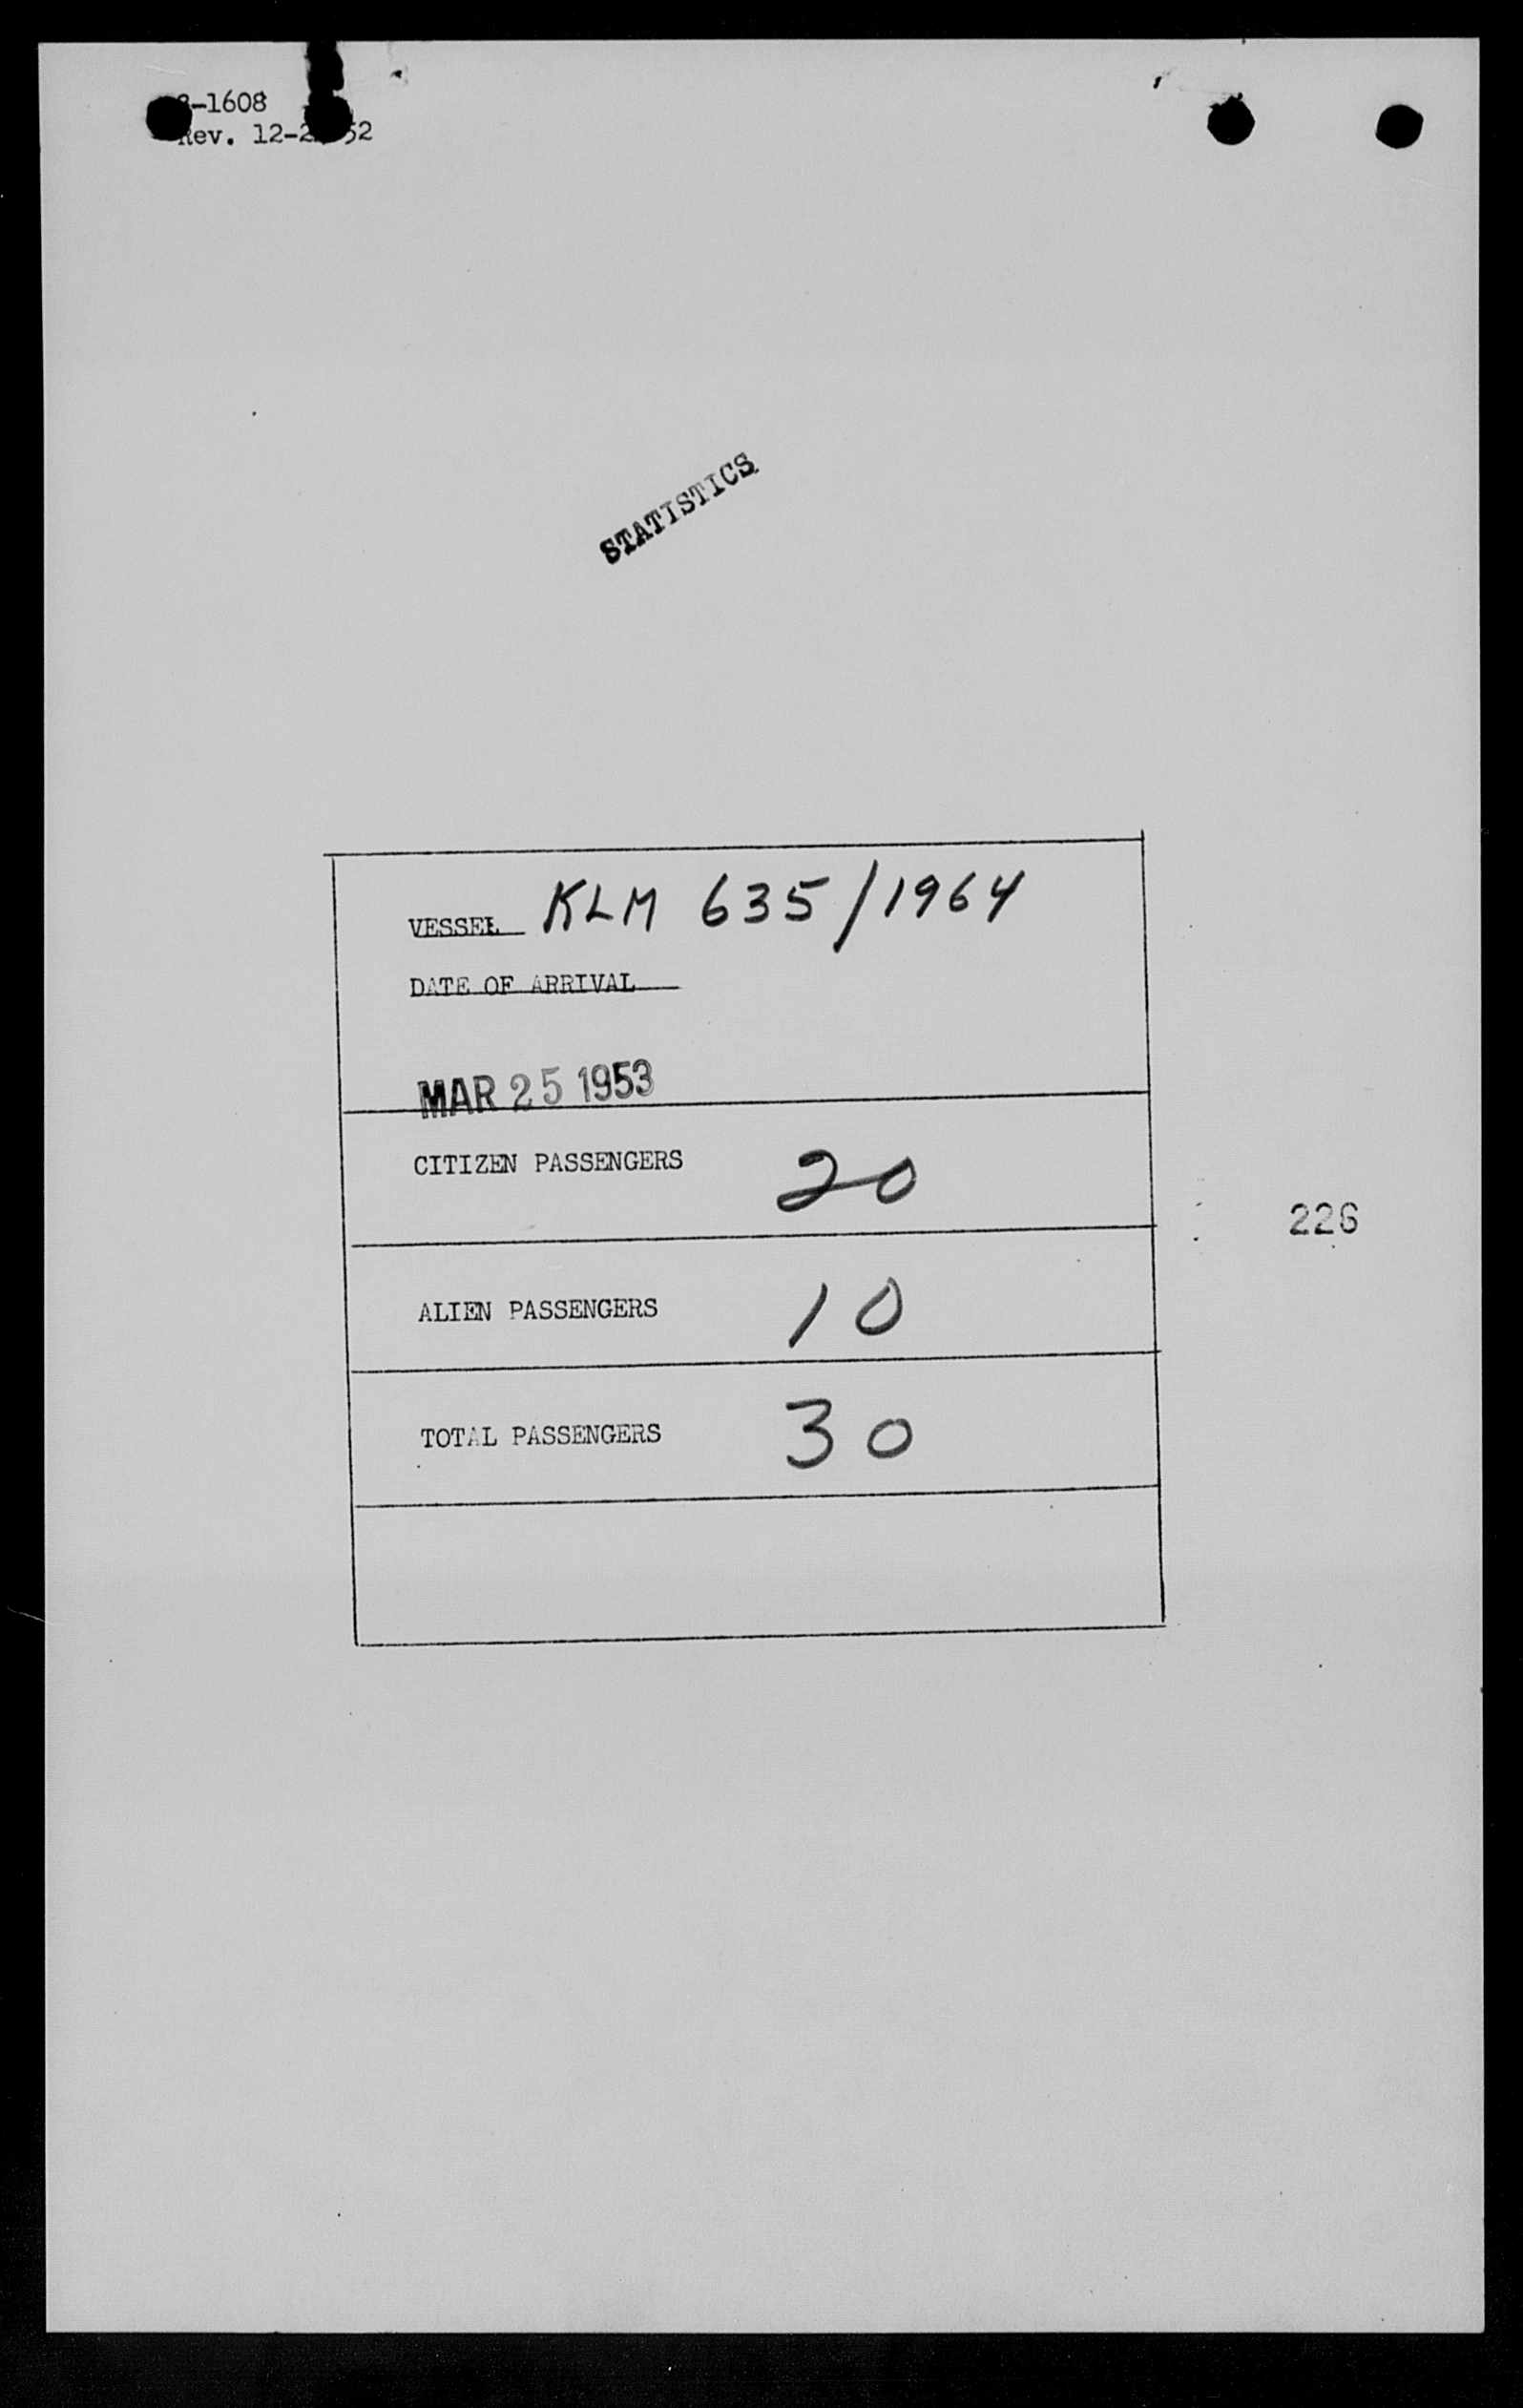 -1608
Rev. 12-2 52
STATISTICS
VESSEL KLM 635/1964
DATE OF ARRIVAL
MAR 25 1953
CITIZEN PASSENGERS 20
226
ALIEN PASSENGERS 10
TOTAL PASSENGERS 30